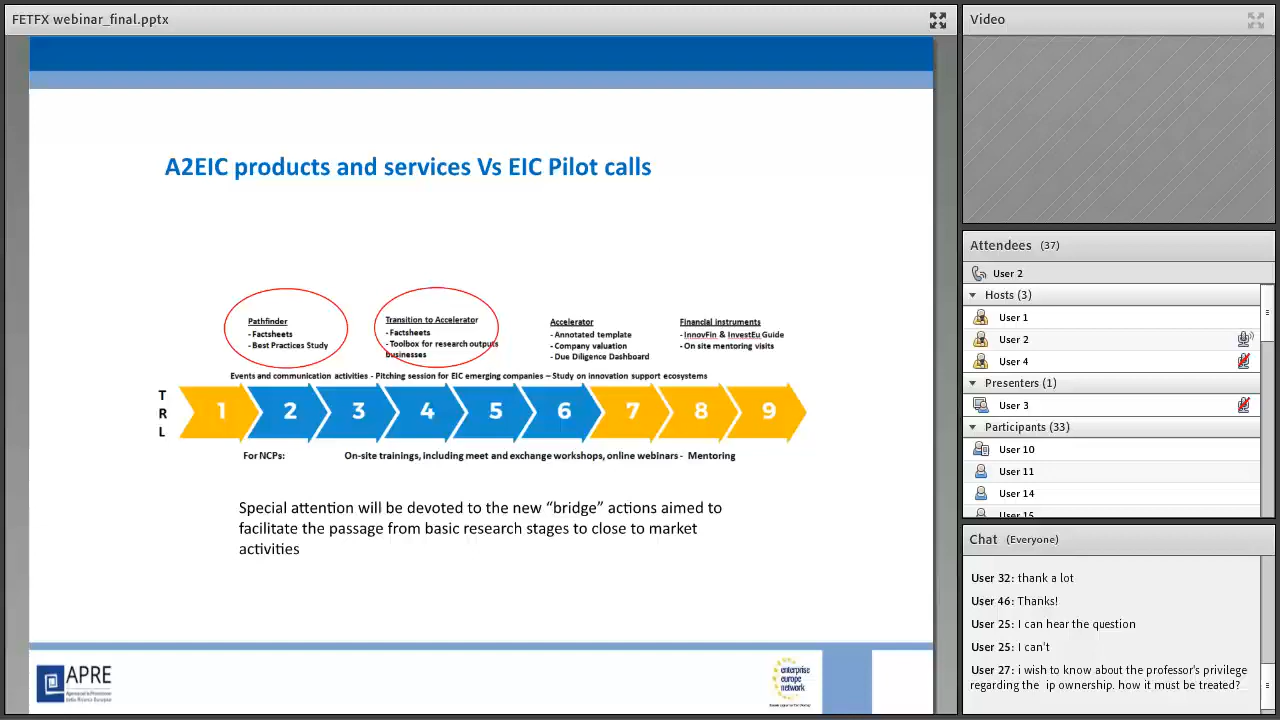 FETFX webinar_final.pptx
A2EIC products and services Vs EIC Pilot calls
Pathfinder
- Factsheets
- Best Practices Study
Transition to Accelerator
- Factsheets
- Toolbox for research outputs
businesses
Accelerator
- Annotated template
- Company valuation
- Due Diligence Dashboard
Financial instruments
- InnovFin & InvestEu Guide
- On site mentoring visits
Events and communication activities - Pitching session for EIC emerging companies – Study on innovation support ecosystems
T
R
L
1 2 3 4 5 6 7 8 9
For NCPs: On-site trainings, including meet and exchange workshops, online webinars - Mentoring
Special attention will be devoted to the new “bridge” actions aimed to
facilitate the passage from basic research stages to close to market
activities
APRE
enterprise
europe
network
Video
Attendees (37)
User 2
Hosts (3)
User 1
User 2
User 4
Presenters (1)
User 3
Participants (33)
User 10
User 11
User 14
User 15
Chat (Everyone)
User 32: thank a lot
User 46: Thanks!
User 25: I can hear the question
User 25: I can't
User 27: i wish to know about the professor's privilege
regarding the ip ownership. how it must be treated?